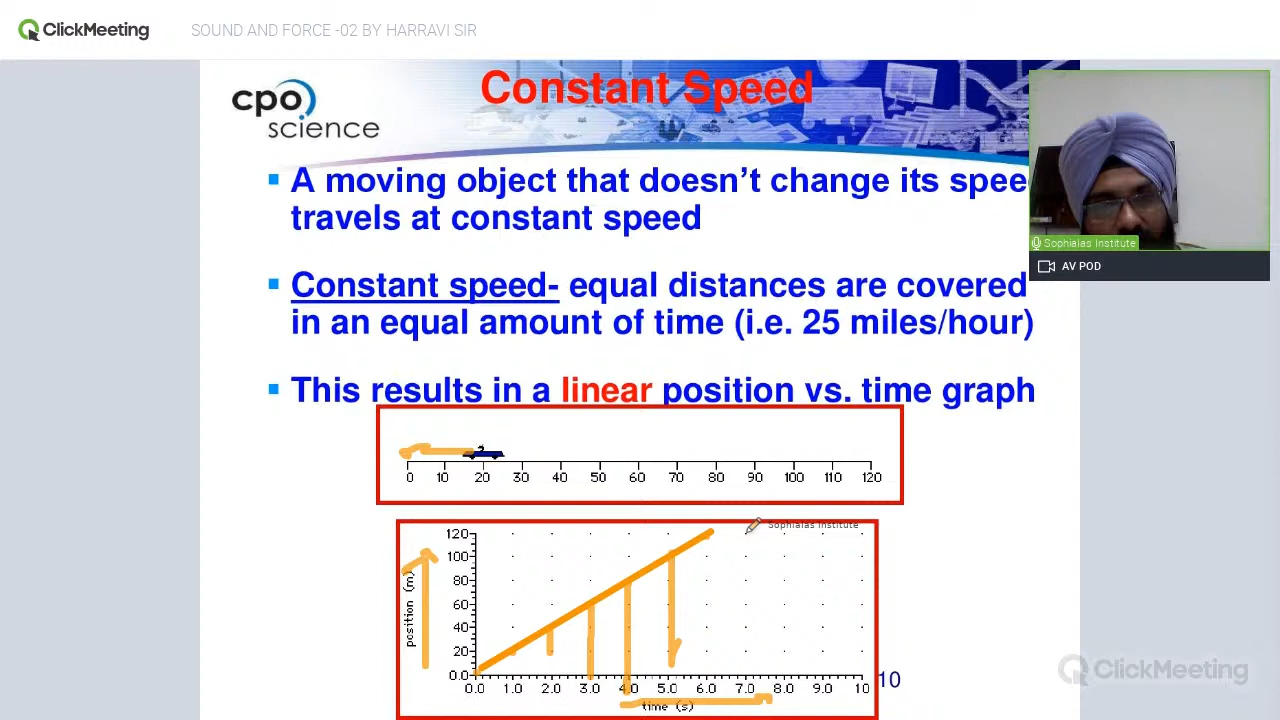 ClickMeeting
SOUND AND FORCE -02 BY HARRAVI SIR
Constant Speed
cpo
science
▪ A moving object that doesn't change its spee
travels at constant speed
Sophialas Institute
AV POD
▪ Constant speed- equal distances are covered
in an equal amount of time (i.e. 25 miles/hour)
▪ This results in a linear position vs. time graph
0 10 20 30 40 50 60 70 80 90 100 110 120
Sophialas Institute
120
100
80
60
40
20
0.0
position (m)
0.0 1.0 2.0 3.0 4.0 5.0 6.0 7.0 8.0 9.0 10
time (s)
10
ClickMeeting